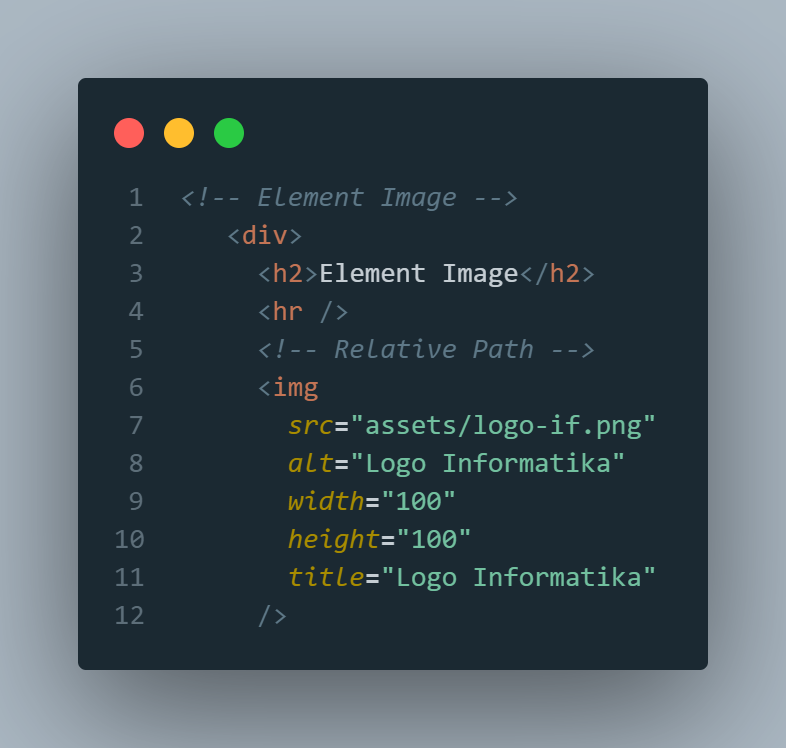 1 <!-- Element Image -->
2 <div>
3 <h2>Element Image</h2>
4 <hr />
5 <!-- Relative Path -->
6 <img
7 src="assets/logo-if.png"
8 alt="Logo Informatika"
9 width="100"
10 height="100"
11 title="Logo Informatika"
12 />